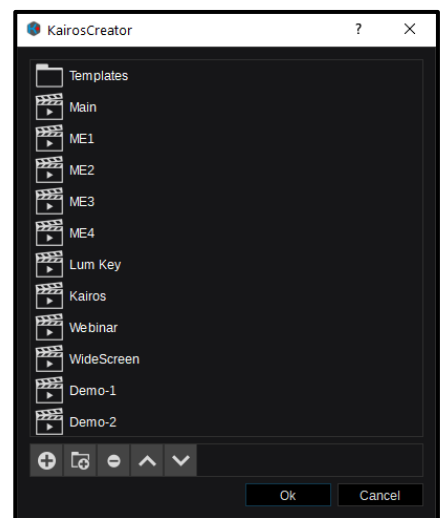 KairosCreator
Templates
Main
ME1
ME2
ME3
ME4
Lum Key
Kairos
Webinar
WideScreen
Demo-1
Demo-2
Ok Cancel